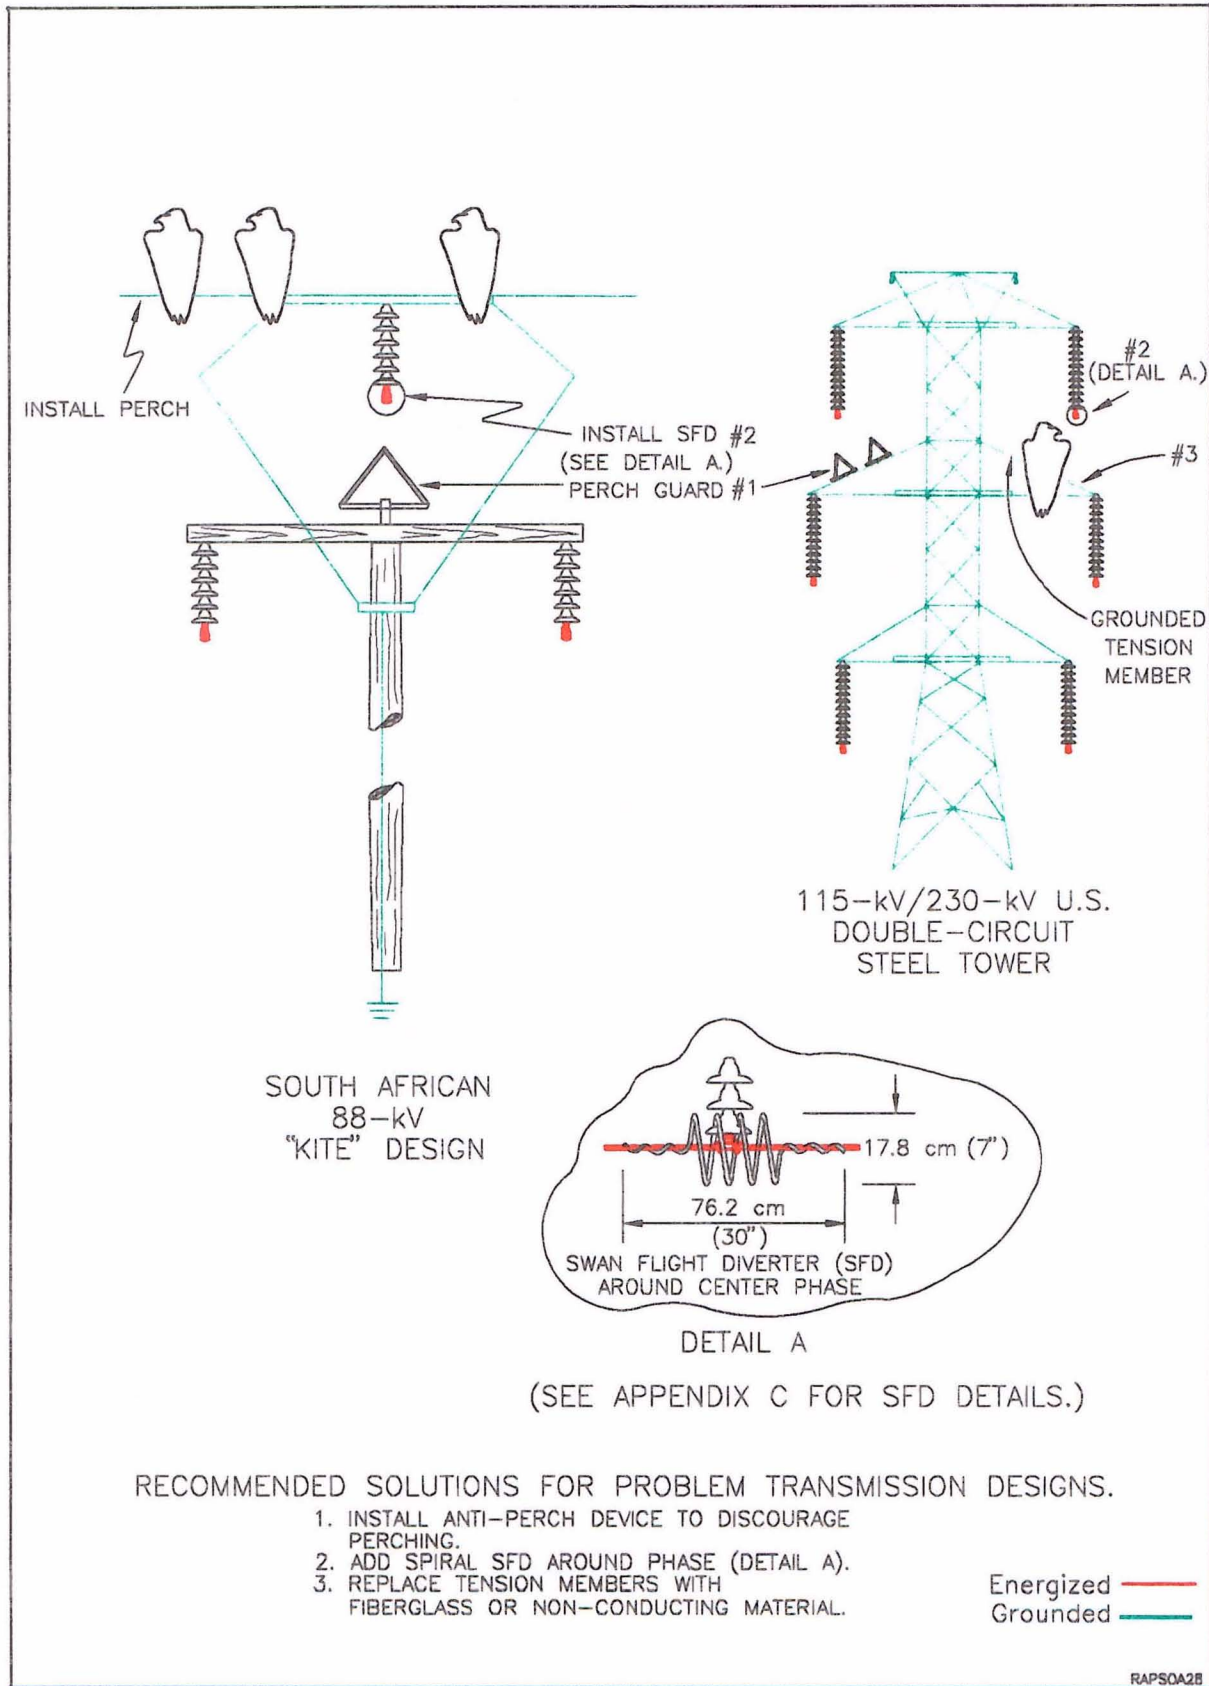 INSTALL PERCH
INSTALL SFD #2
(SEE DETAIL A.)
PERCH GUARD #1
#2
(DETAIL A.)
#3
GROUNDED
TENSION
MEMBER
115-kV/230-kV U.S.
DOUBLE-CIRCUIT
STEEL TOWER
SOUTH AFRICAN
88-kV
"KITE" DESIGN
17.8 cm (7")
76.2 cm
(30")
SWAN FLIGHT DIVERTER (SFD)
AROUND CENTER PHASE
DETAIL A
(SEE APPENDIX C FOR SFD DETAILS.)
RECOMMENDED SOLUTIONS FOR PROBLEM TRANSMISSION DESIGNS.
1. INSTALL ANTI-PERCH DEVICE TO DISCOURAGE
PERCHING.
2. ADD SPIRAL SFD AROUND PHASE (DETAIL A).
3. REPLACE TENSION MEMBERS WITH
FIBERGLASS OR NON-CONDUCTING MATERIAL.
Energized
Grounded
RAPSOA28